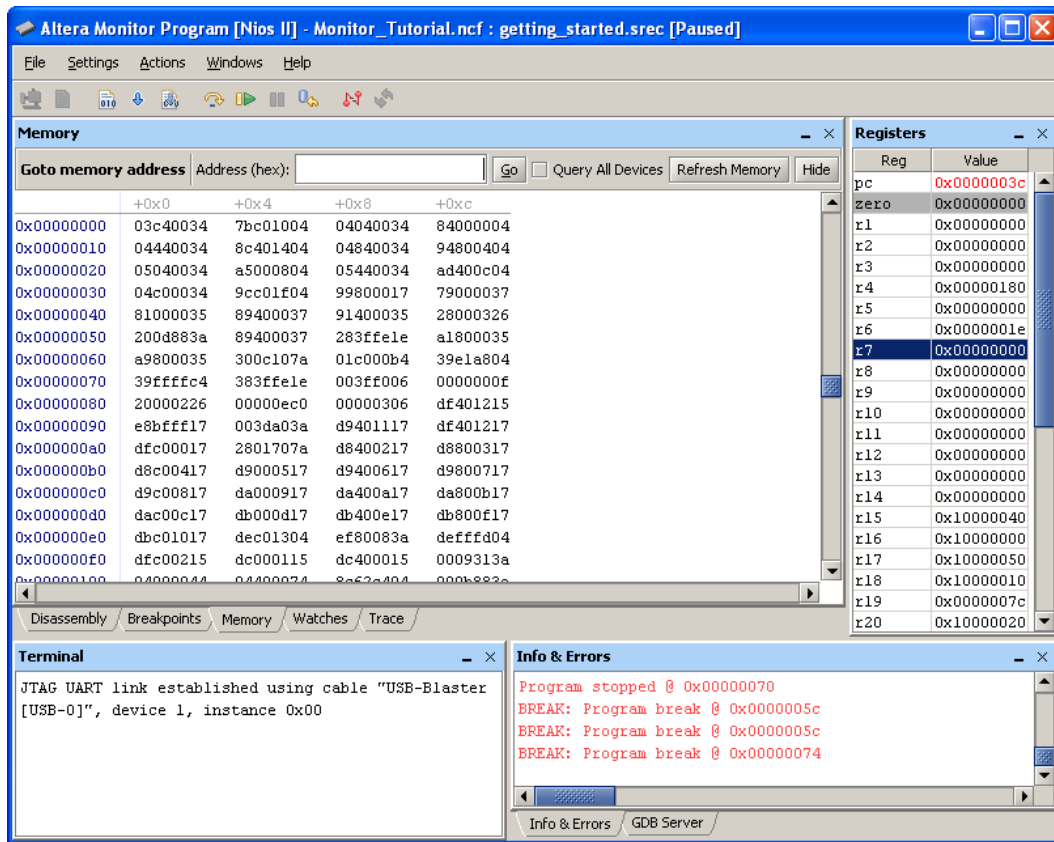 Altera Monitor Program [Nios II] - Monitor_Tutorial.ncf : getting_started.srec [Paused]
File Settings Actions Windows Help
Memory
Goto memory address Address (hex): Go Query All Devices Refresh Memory Hide
+0x0 +0x4 +0x8 +0xc
0x00000000 03c40034 7bc01004 04040034 84000004
0x00000010 04440034 8c401404 04840034 94800404
0x00000020 05040034 a5000804 05440034 ad400c04
0x00000030 04c00034 9cc01f04 99800017 79000037
0x00000040 81000035 89400037 91400035 28000326
0x00000050 200d883a 89400037 283ffe1e a1800035
0x00000060 a9800035 300c107a 01c000b4 39e1a804
0x00000070 39ffffc4 383ffe1e 003ff006 0000000f
0x00000080 20000226 00000ec0 00000306 df401215
0x00000090 e8bfff17 003da03a d9401117 df401217
0x000000a0 dfc00017 2801707a d8400217 d8800317
0x000000b0 d8c00417 d9000517 d9400617 d9800717
0x000000c0 d9c00817 da000917 da400a17 da800b17
0x000000d0 dac00c17 db000d17 db400e17 db800f17
0x000000e0 dbc01017 dec01304 ef80083a defffd04
0x000000f0 dfc00215 dc000115 dc400015 0009313a
Disassembly Breakpoints Memory Watches Trace
Registers
Reg Value
pc 0x0000003c
zero 0x00000000
r1 0x00000000
r2 0x00000000
r3 0x00000000
r4 0x00000180
r5 0x00000000
r6 0x0000001e
r7 0x00000000
r8 0x00000000
r9 0x00000000
r10 0x00000000
r11 0x00000000
r12 0x00000000
r13 0x00000000
r14 0x00000000
r15 0x10000040
r16 0x10000000
r17 0x10000050
r18 0x10000010
r19 0x0000007c
r20 0x10000020
Terminal
JTAG UART link established using cable "USB-Blaster
[USB-0]", device 1, instance 0x00
Info & Errors
Program stopped @ 0x00000070
BREAK: Program break @ 0x0000005c
BREAK: Program break @ 0x0000005c
BREAK: Program break @ 0x00000074
Info & Errors GDB Server